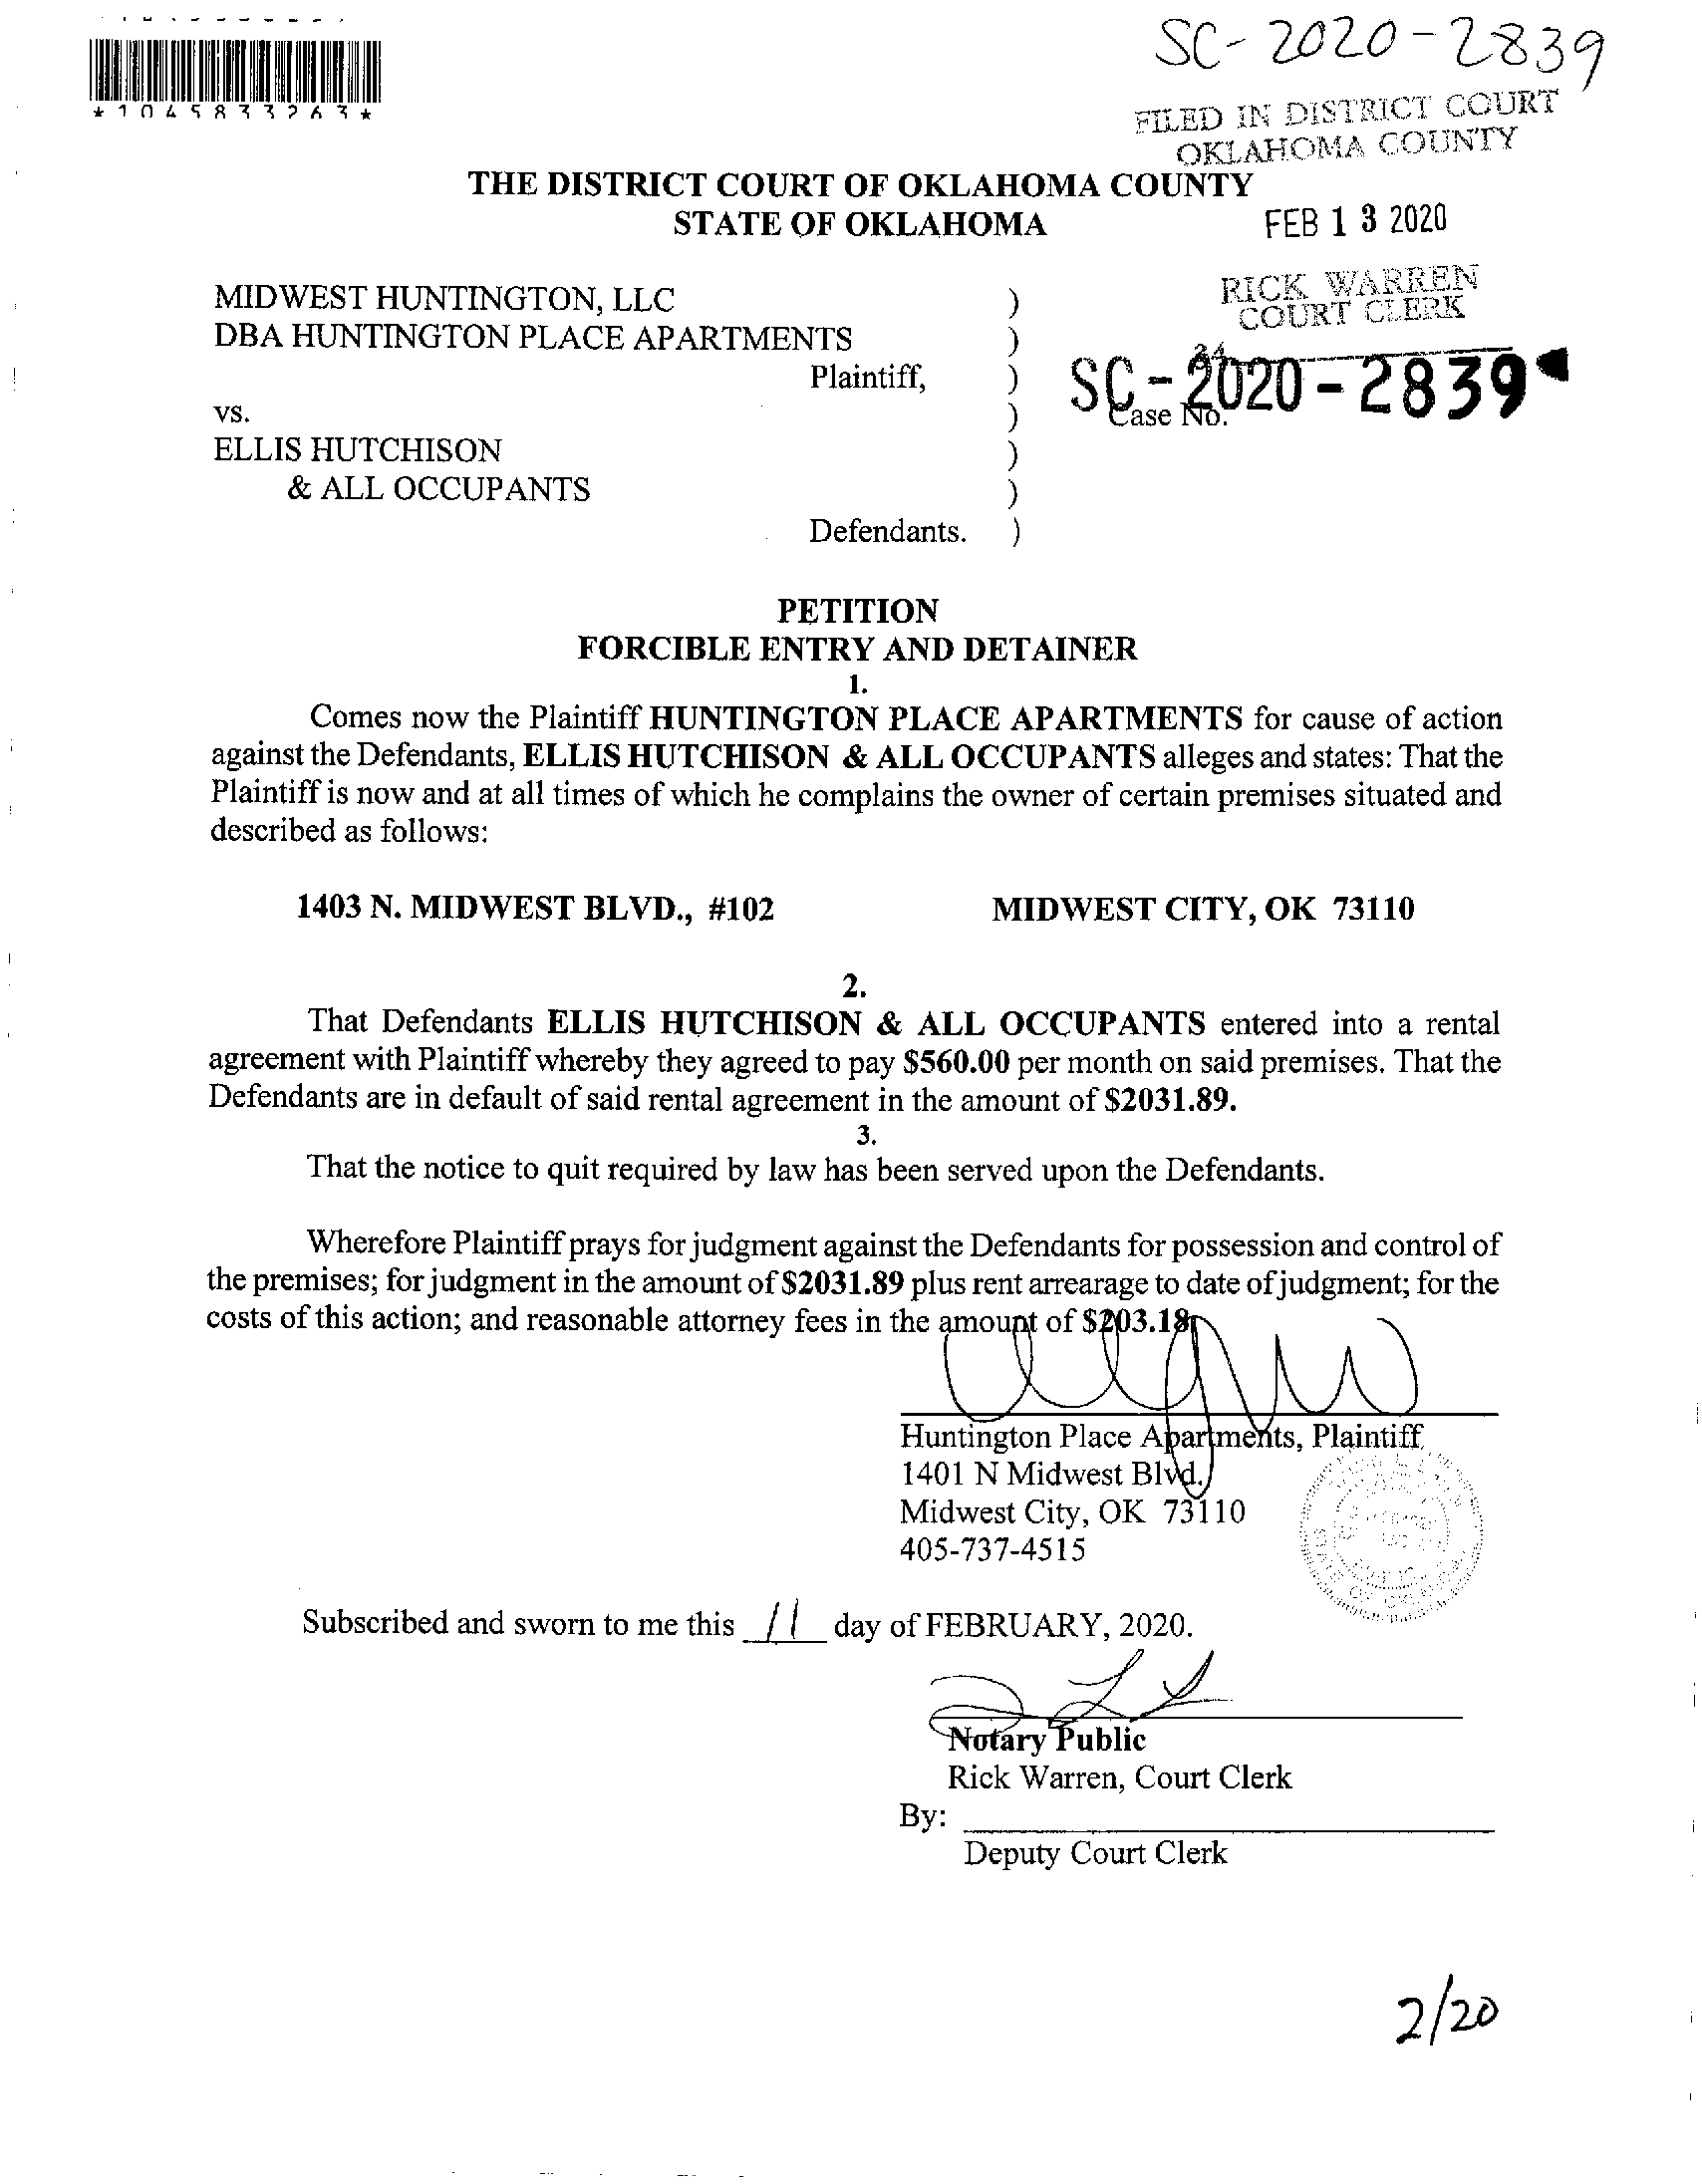 SC-2020-2839
*1045833263*
FILED IN DISTRICT COURT
OKLAHOMA COUNTY
THE DISTRICT COURT OF OKLAHOMA COUNTY
STATE OF OKLAHOMA
FEB 13 2020
RICK WARREN
COURT CLERK
MIDWEST HUNTINGTON, LLC )
DBA HUNTINGTON PLACE APARTMENTS )
Plaintiff, )
SC-2020-2839
vs. ) Case No.
ELLIS HUTCHISON )
& ALL OCCUPANTS )
Defendants. )
PETITION
FORCIBLE ENTRY AND DETAINER
1.
Comes now the Plaintiff HUNTINGTON PLACE APARTMENTS for cause of action
against the Defendants, ELLIS HUTCHISON & ALL OCCUPANTS alleges and states: That the
Plaintiff is now and at all times of which he complains the owner of certain premises situated and
described as follows:
1403 N. MIDWEST BLVD., #102 MIDWEST CITY, OK 73110
2.
That Defendants ELLIS HUTCHISON & ALL OCCUPANTS entered into a rental
agreement with Plaintiff whereby they agreed to pay $560.00 per month on said premises. That the
Defendants are in default of said rental agreement in the amount of $2031.89.
3.
That the notice to quit required by law has been served upon the Defendants.
Wherefore Plaintiff prays for judgment against the Defendants for possession and control of
the premises; for judgment in the amount of $2031.89 plus rent arrearage to date of judgment; for the
costs of this action; and reasonable attorney fees in the amount of $203.18
Huntington Place Apartments, Plaintiff
1401 N Midwest Blvd.
Midwest City, OK 73110
405-737-4515
Subscribed and sworn to me this 11 day of FEBRUARY, 2020.
Notary Public
Rick Warren, Court Clerk
By:
Deputy Court Clerk
2/20